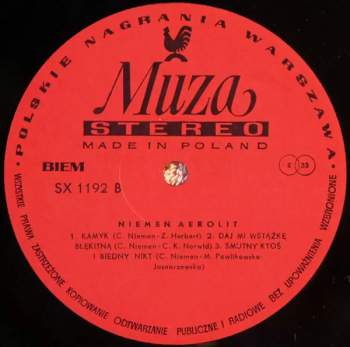 · POLSKIE NAGRANIA WARSZAWA ·
Muza
STEREO
MADE IN POLAND
BIEM
SX 1192 B
33
NIEMEN AEROLIT
1. KAMYK (C. Niemen-Z. Herbert) 2. DAJ MI WSTĄŻKĘ
BŁĘKITNĄ (C. Niemen-C. K. Norwid) 3. SMUTNY KTOŚ
I BIEDNY NIKT (C. Niemen-M. Pawlikowska-
Jasnorzewska)
WSZYSTKIE PRAWA ZASTRZEŻONE KOPIOWANIE ODTWARZANIE PUBLICZNE I RADIOWE BEZ UPOWAŻNIENIA WZBRONIONE